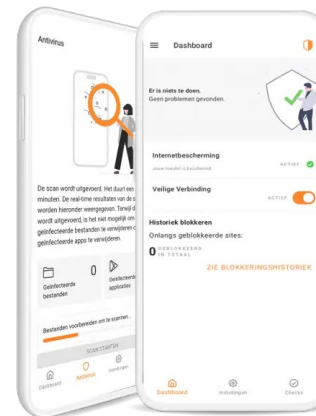 Antivirus
De scan wordt uitgevoerd. Het duurt een
minuten. De real-time resultaten van de s
worden hieronder weergegeven. Terwijl d
wordt uitgevoerd, is het niet mogelijk om
geïnfecteerde bestanden te verwijderen o
geïnfecteerde apps te verwijderen.
0
Geïnfecteerde
bestanden
Geïnfecteerde
applicaties
Bestanden voorbereiden om te scannen...
SCAN STARTEN
Dashboard
Antivirus
Instellingen
Dashboard
Er is niets te doen.
Geen problemen gevonden.
Internetbescherming
ACTIEF
Veilige Verbinding
ACTIEF
Historiek blokkeren
Onlangs geblokkeerde sites:
0 GEBLOKKEERD
IN TOTAAL
ZIE BLOKKERINGSHISTORIEK
Dashboard
Instellingen
Checks